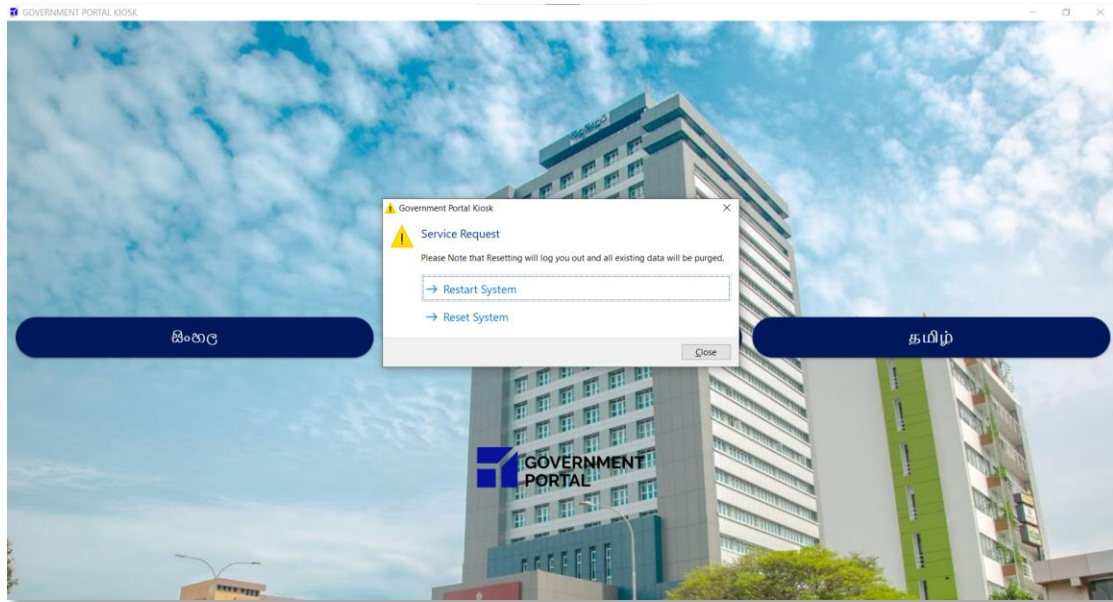 GOVERNMENT PORTAL KIOSK
Government Portal Kiosk
Service Request
Please Note that Resetting will log you out and all existing data will be purged.
→ Restart System
→ Reset System
Close
සිංහල
தமிழ்
GOVERNMENT
PORTAL